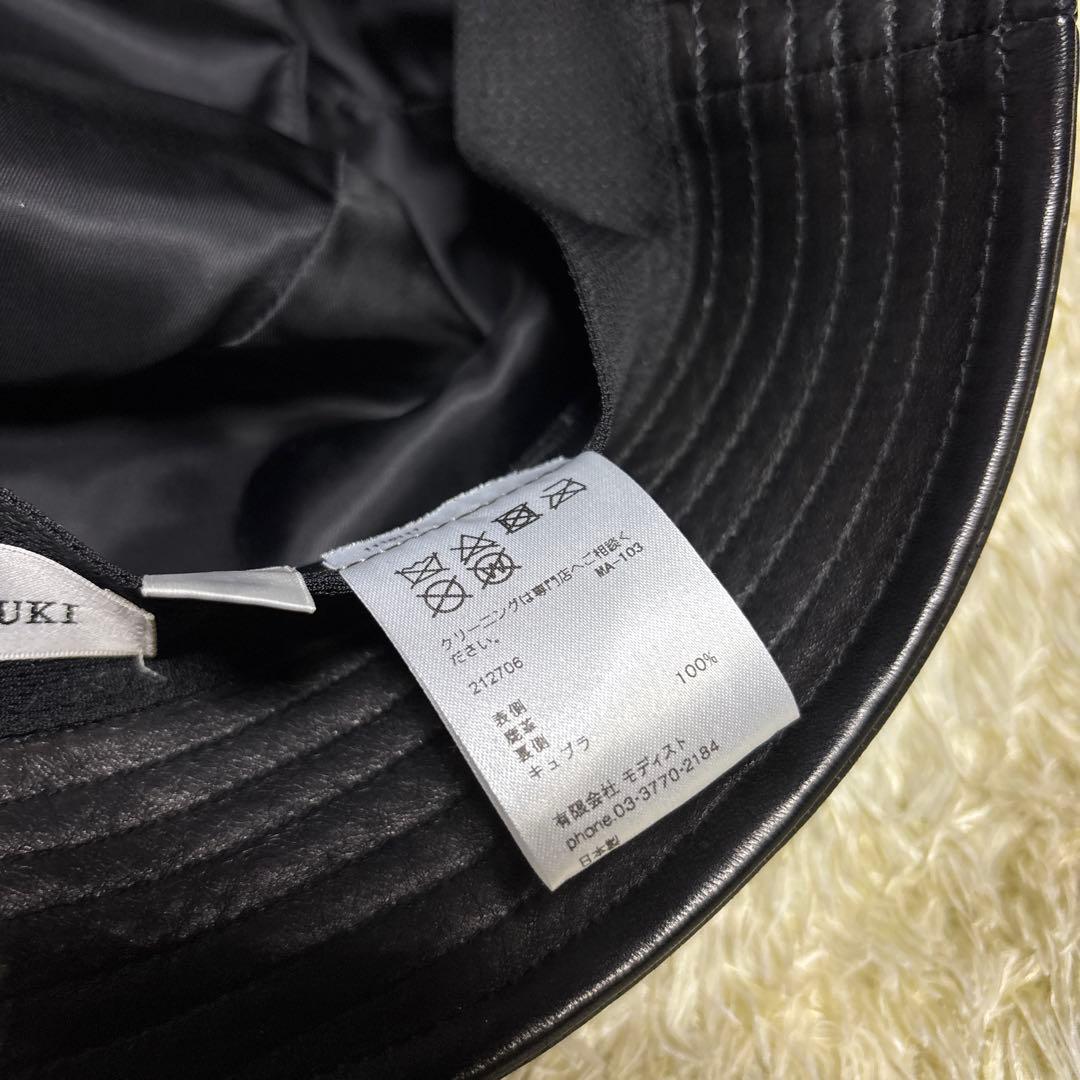 UKI
クリーニングは専門店へご相談く
ださい。 MA-103
212706
表側
陸革
裏側
キュプラ 100%
有限会社 モディスト
phone.03-3770-2184
日本製